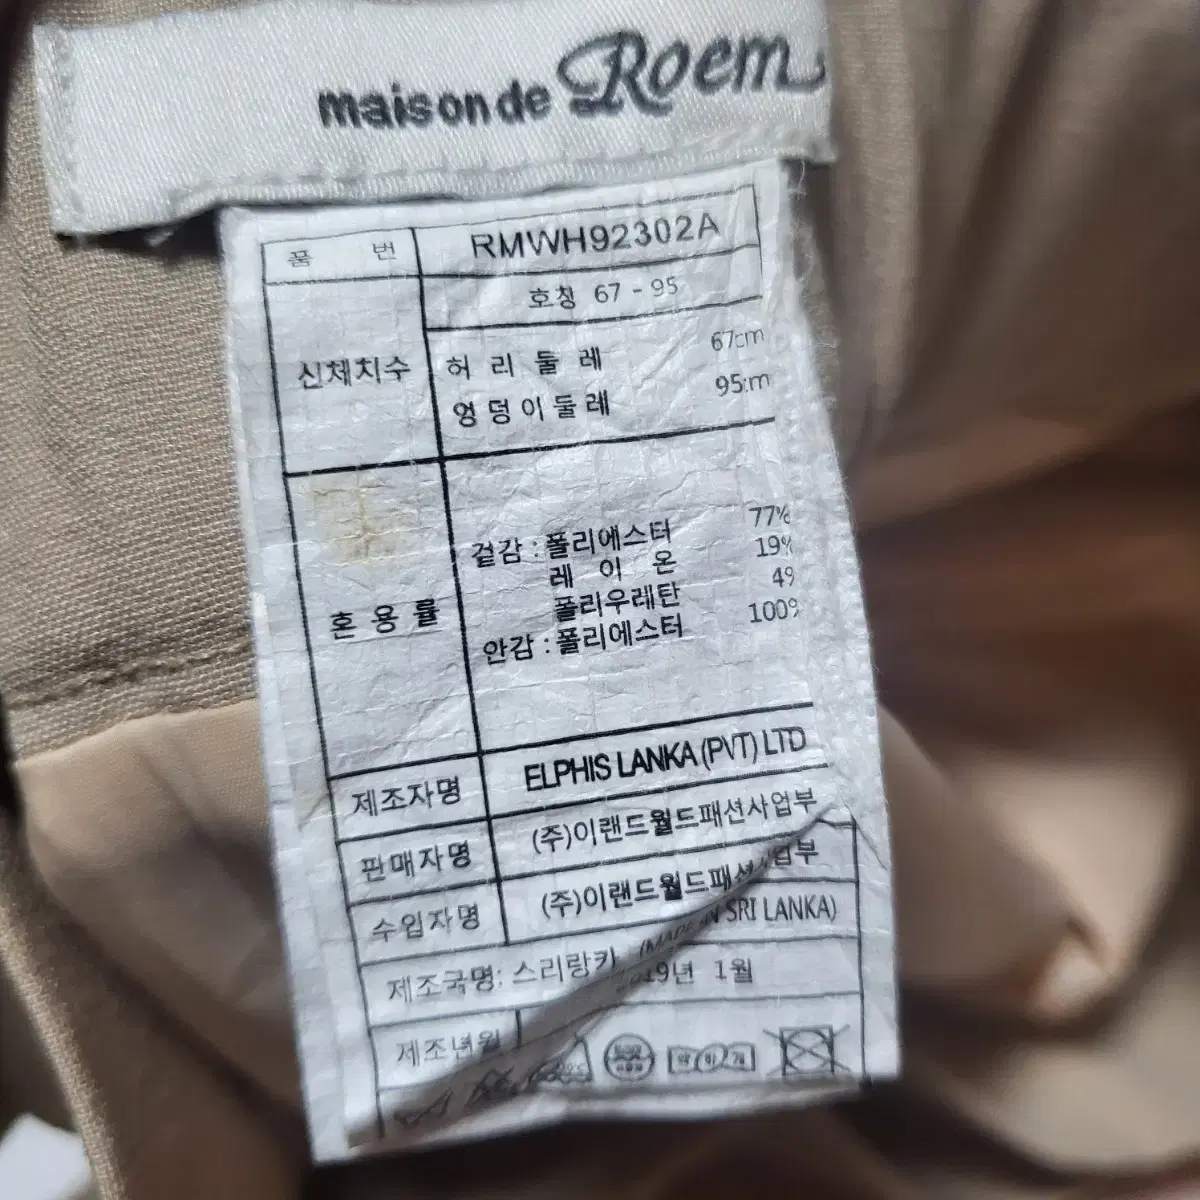 maison de Roem
품 번 RMWH92302A
호칭 67 - 95
신체치수
허 리 둘 레 67cm
엉덩이둘레 95cm
혼 용 률
겉감 : 폴리에스터 77%
레 이 온 19%
폴리우레탄 4%
안감 : 폴리에스터 100%
제조자명 ELPHIS LANKA (PVT) LTD
판매자명 (주)이랜드월드패션사업부
수입자명 (주)이랜드월드패션사업부
제조국명: 스리랑카 (MADE IN SRI LANKA)
제조년월 2019년 1월